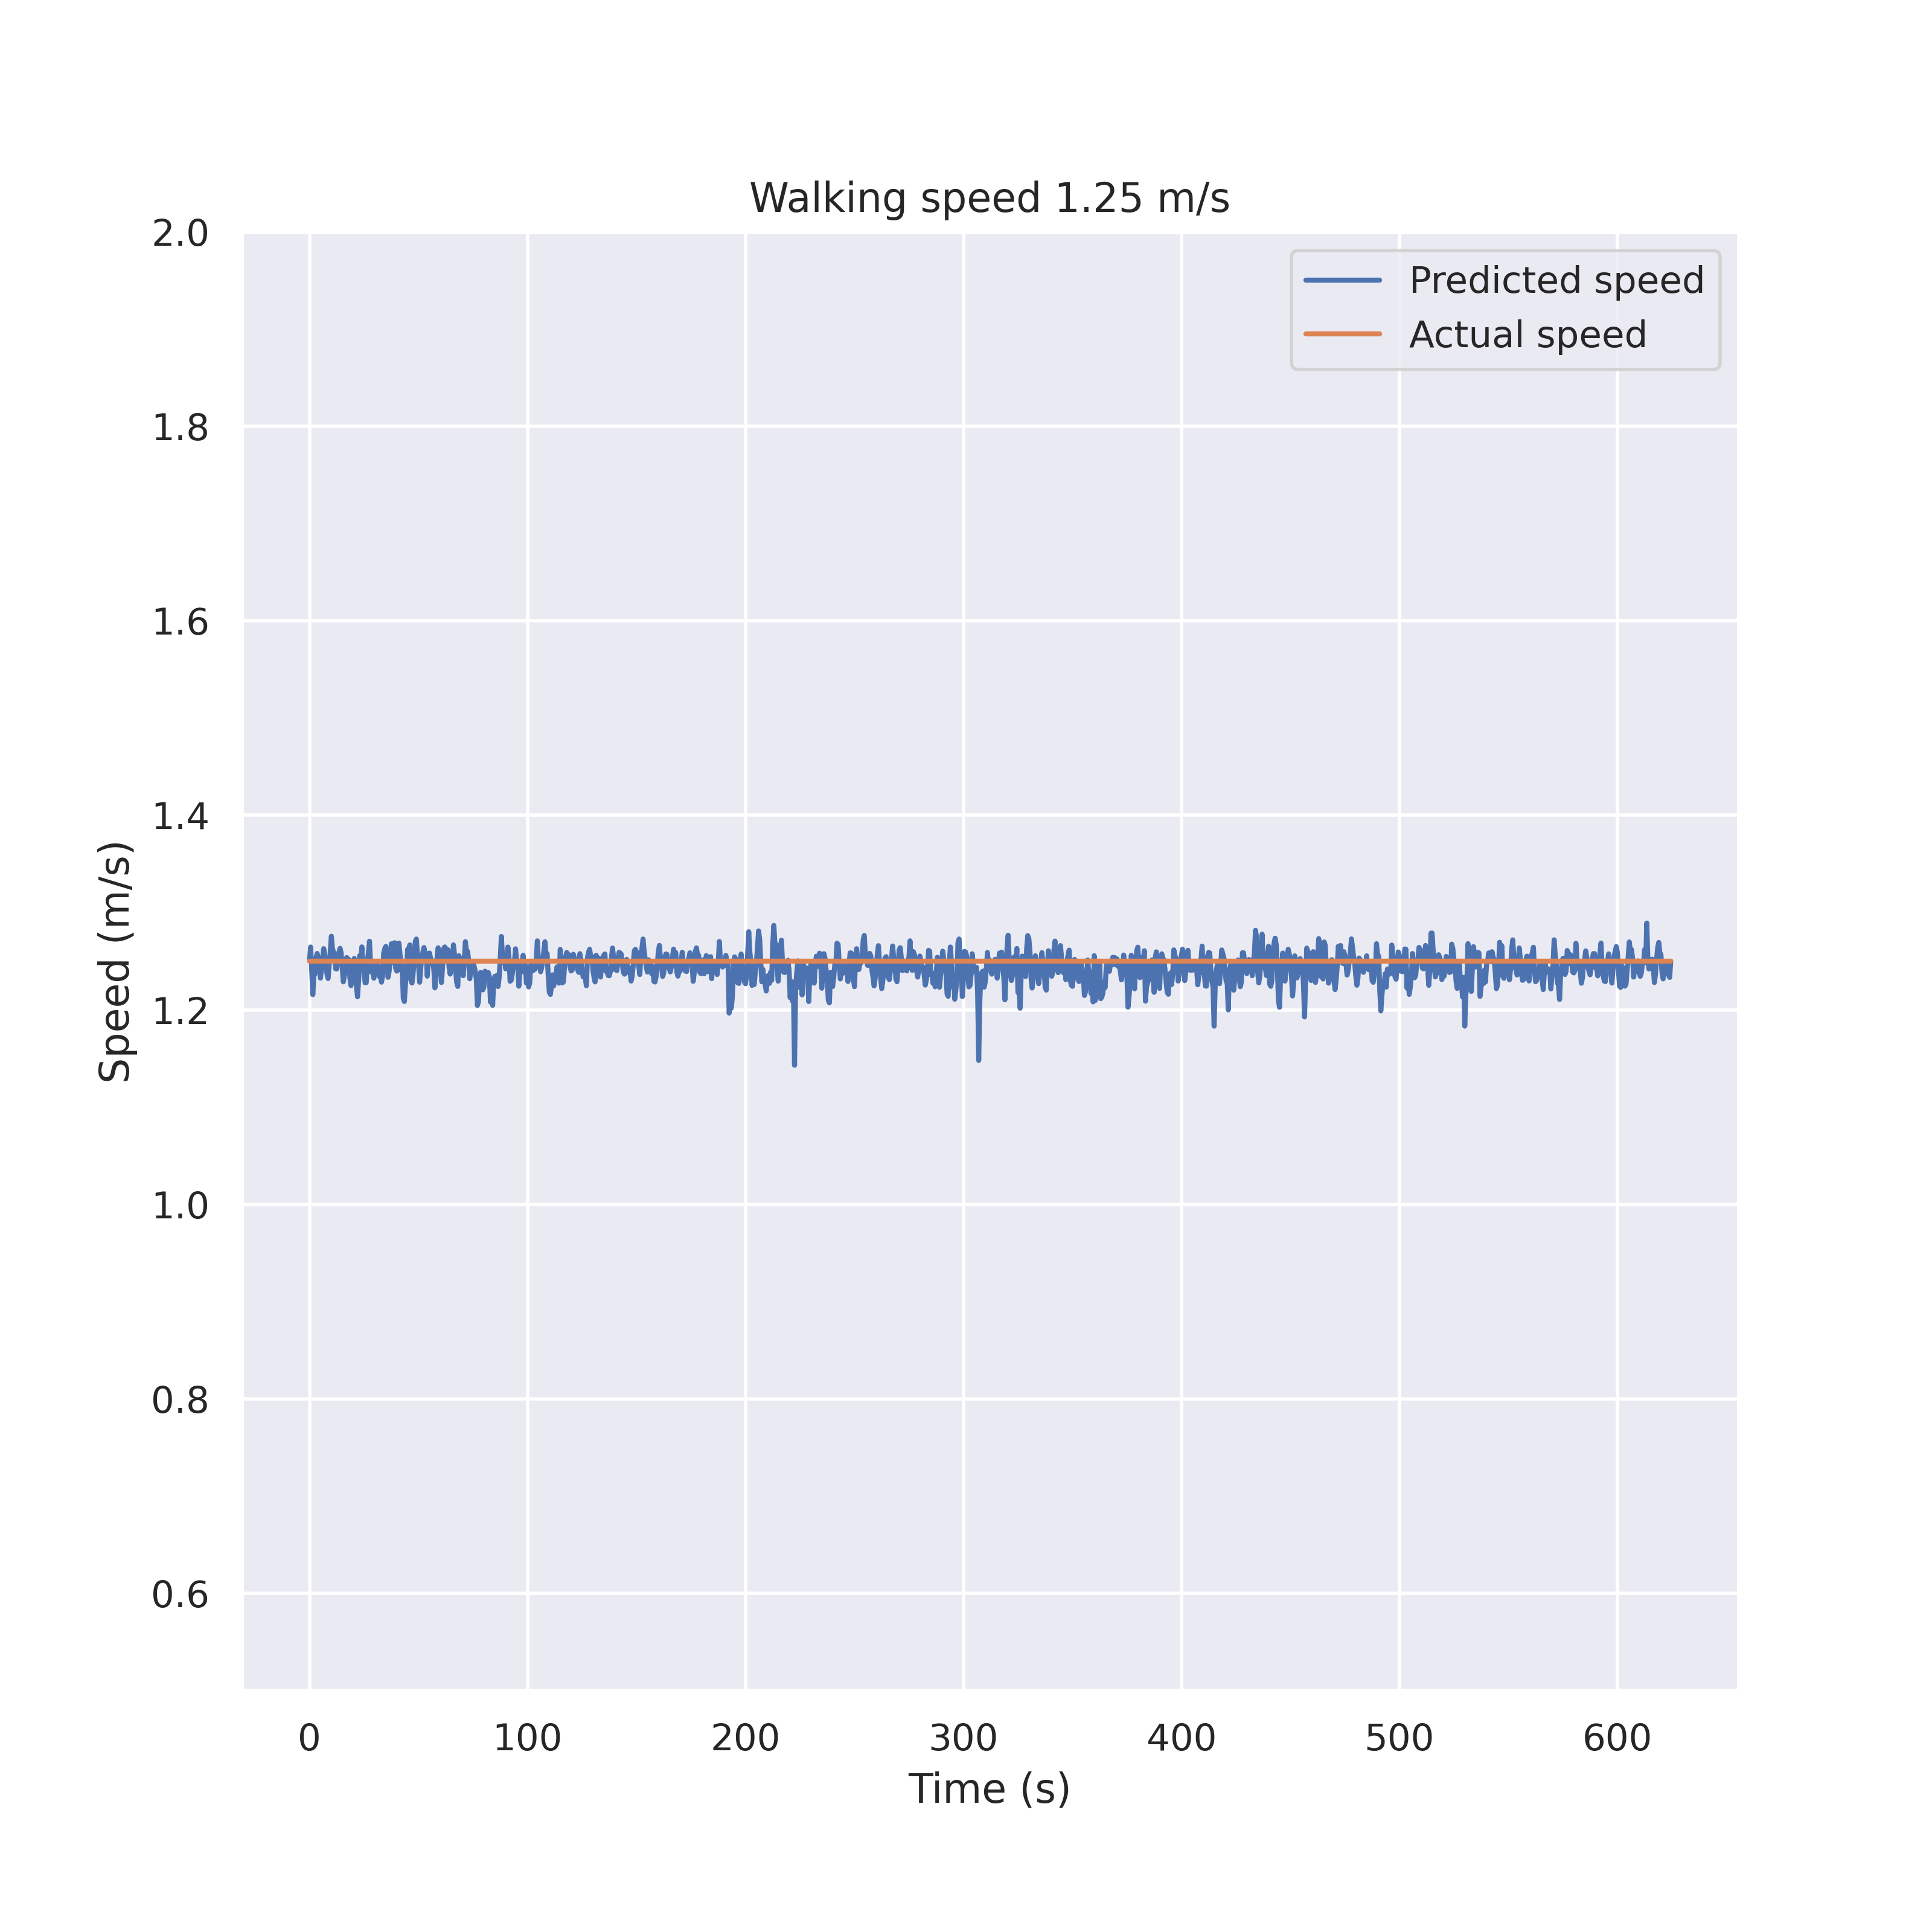 Walking speed 1.25 m/s
Predicted speed
Actual speed
2.0
1.8
1.6
1.4
1.2
1.0
0.8
0.6
Speed (m/s)
0 100 200 300 400 500 600
Time (s)